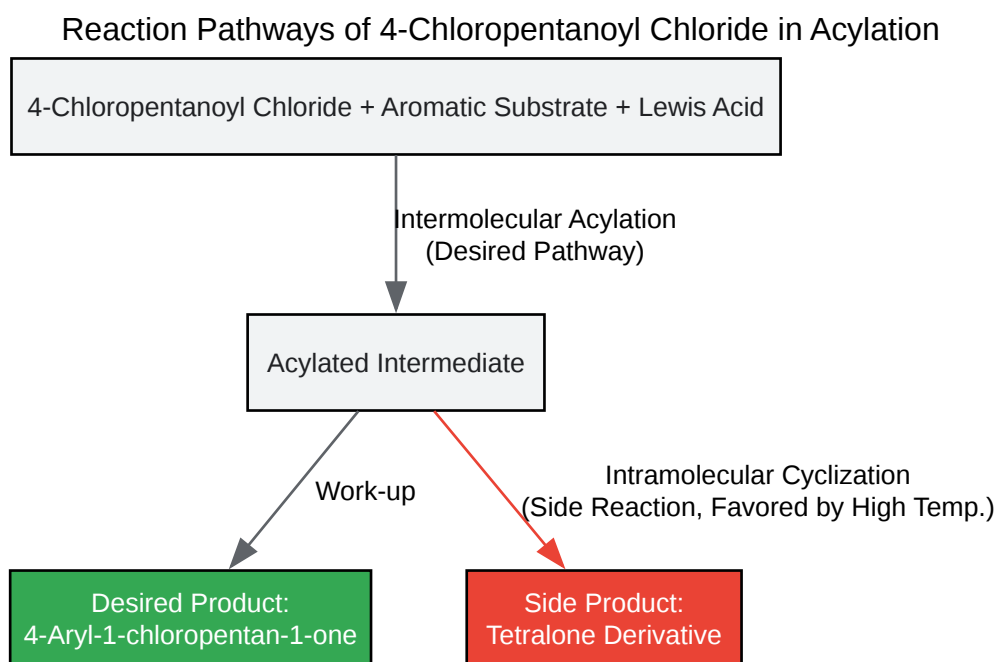 Reaction Pathways of 4-Chloropentanoyl Chloride in Acylation
4-Chloropentanoyl Chloride + Aromatic Substrate + Lewis Acid
Intermolecular Acylation
(Desired Pathway)
Acylated Intermediate
Work-up
Intramolecular Cyclization
(Side Reaction, Favored by High Temp.)
Desired Product:
4-Aryl-1-chloropentan-1-one
Side Product:
Tetralone Derivative